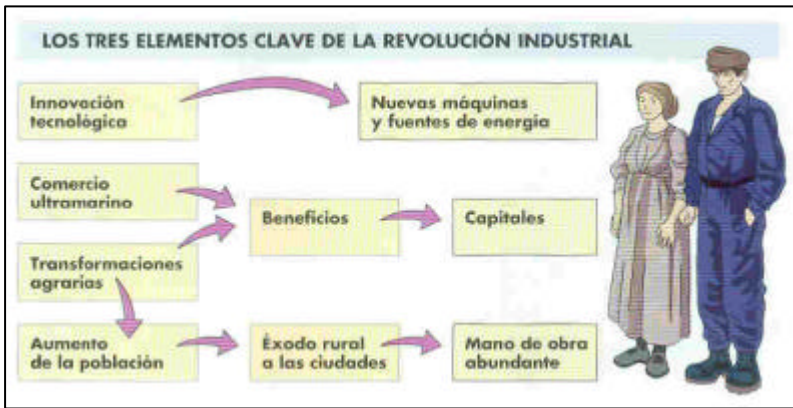 LOS TRES ELEMENTOS CLAVE DE LA REVOLUCIÓN INDUSTRIAL
Innovación
tecnológica
Nuevas máquinas
y fuentes de energía
Comercio
ultramarino
Beneficios
Capitales
Transformaciones
agrarias
Aumento
de la población
Éxodo rural
a las ciudades
Mano de obra
abundante